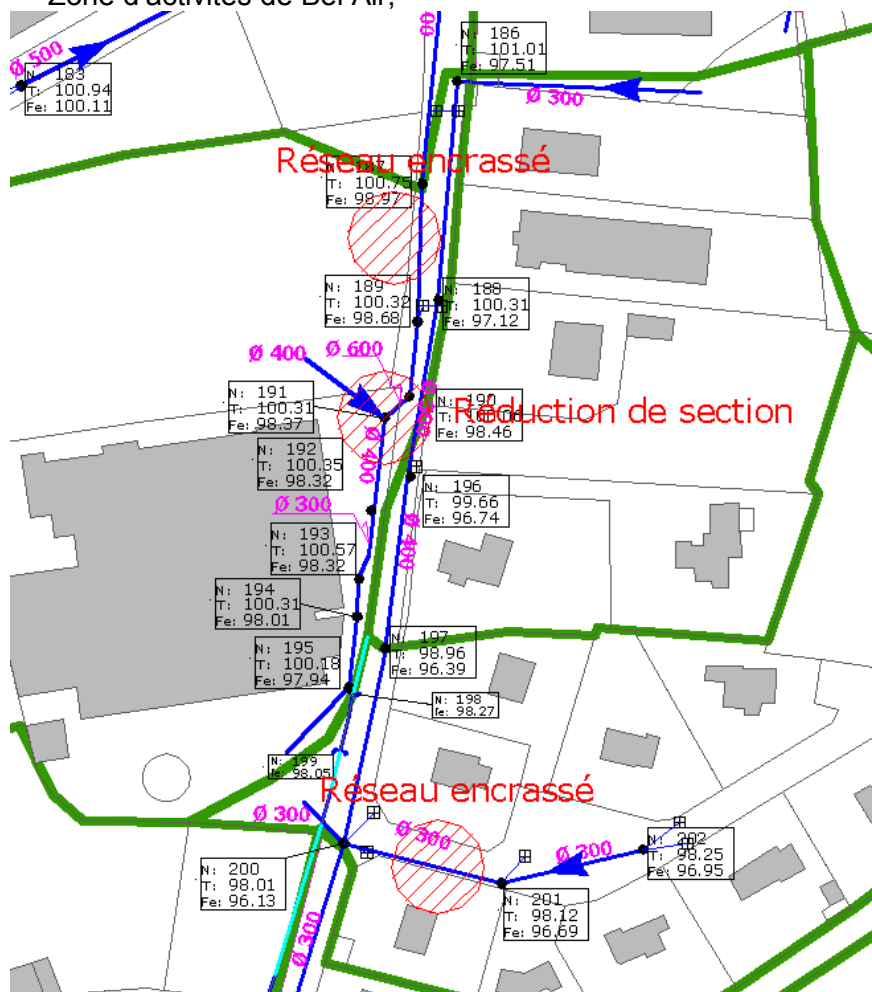 Zone d'activités de Bel Air,
00
N: 186
T: 101.01
Fe: 97.51
Ø 500
N: 183
T: 100.94
Fe: 100.11
Ø 300
Réseau encrassé
T: 100.75
Fe: 98.97
N: 189
T: 100.32
Fe: 98.68
N: 188
T: 100.31
Fe: 97.12
Ø 400
Ø 600
N: 191
T: 100.31
Fe: 98.37
N: 190
Fe: 98.46
Réduction de section
N: 192
T: 100.35
Fe: 98.32
Ø 400
N: 196
T: 99.66
Fe: 96.74
Ø 300
Ø 400
N: 193
T: 100.57
Fe: 98.32
N: 194
T: 100.31
Fe: 98.01
N: 197
T: 98.96
Fe: 96.39
N: 195
T: 100.18
Fe: 97.94
N: 198
fe: 98.27
N: 199
fe: 98.05
Réseau encrassé
Ø 300
Ø 300
Ø 300
N: 202
T: 98.25
Fe: 96.95
N: 200
T: 98.01
Fe: 96.13
N: 201
T: 98.12
Fe: 96.69
Ø 300